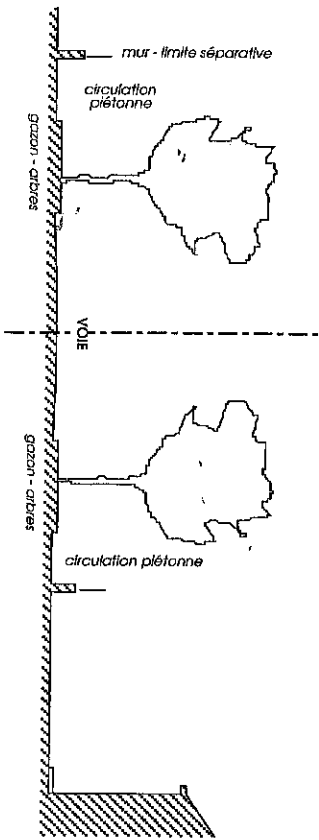 mur - limite séparative
circulation
piétonne
gazon - arbres
VOIE
gazon - arbres
circulation piétonne